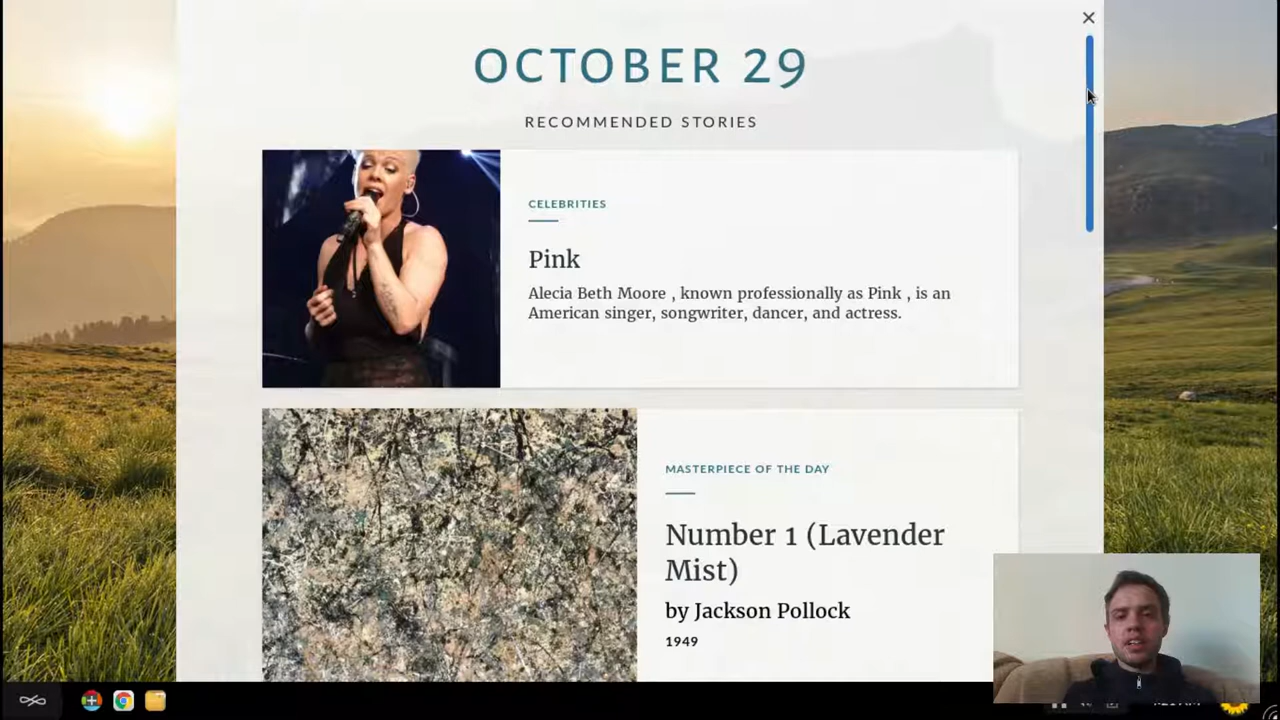 OCTOBER 29
RECOMMENDED STORIES
CELEBRITIES
Pink
Alecia Beth Moore , known professionally as Pink , is an
American singer, songwriter, dancer, and actress.
MASTERPIECE OF THE DAY
Number 1 (Lavender
Mist)
by Jackson Pollock
1949